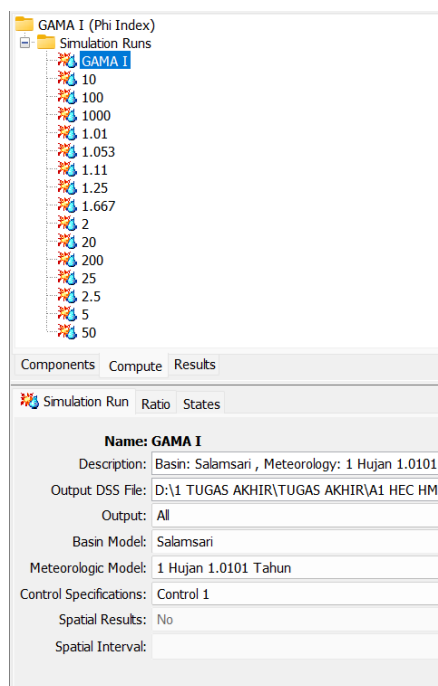 GAMA I (Phi Index)
Simulation Runs
GAMA I
10
100
1000
1.01
1.053
1.11
1.25
1.667
2
20
200
25
2.5
5
50
Components Compute Results
Simulation Run Ratio States
Name: GAMA I
Description: Basin: Salamsari , Meteorology: 1 Hujan 1.0101
Output DSS File: D:\1 TUGAS AKHIR\TUGAS AKHIR\A1 HEC HM
Output: All
Basin Model: Salamsari
Meteorologic Model: 1 Hujan 1.0101 Tahun
Control Specifications: Control 1
Spatial Results: No
Spatial Interval: